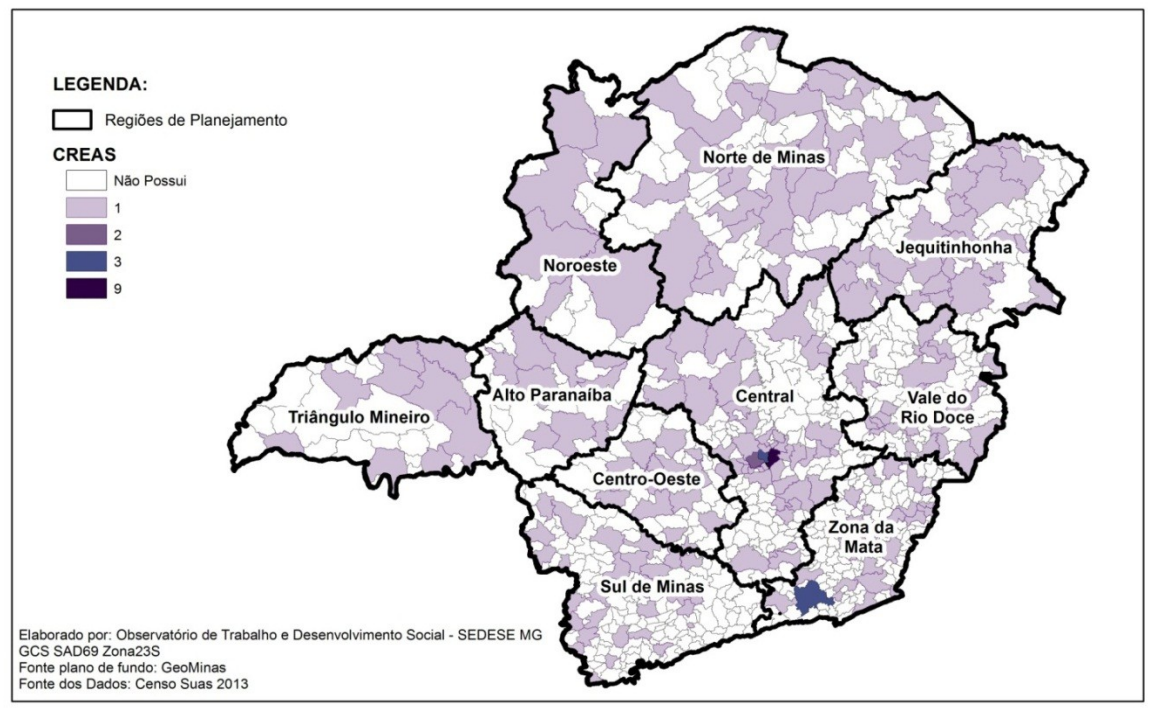 LEGENDA:
Regiões de Planejamento
CREAS
Não Possui
1
2
3
9
Norte de Minas
Jequitinhonha
Noroeste
Alto Paranaíba
Central
Triângulo Mineiro
Vale do
Rio Doce
Centro-Oeste
Zona da
Mata
Sul de Minas
Elaborado por: Observatório de Trabalho e Desenvolvimento Social - SEDESE MG
GCS SAD69 Zona23S
Fonte plano de fundo: GeoMinas
Fonte dos Dados: Censo Suas 2013